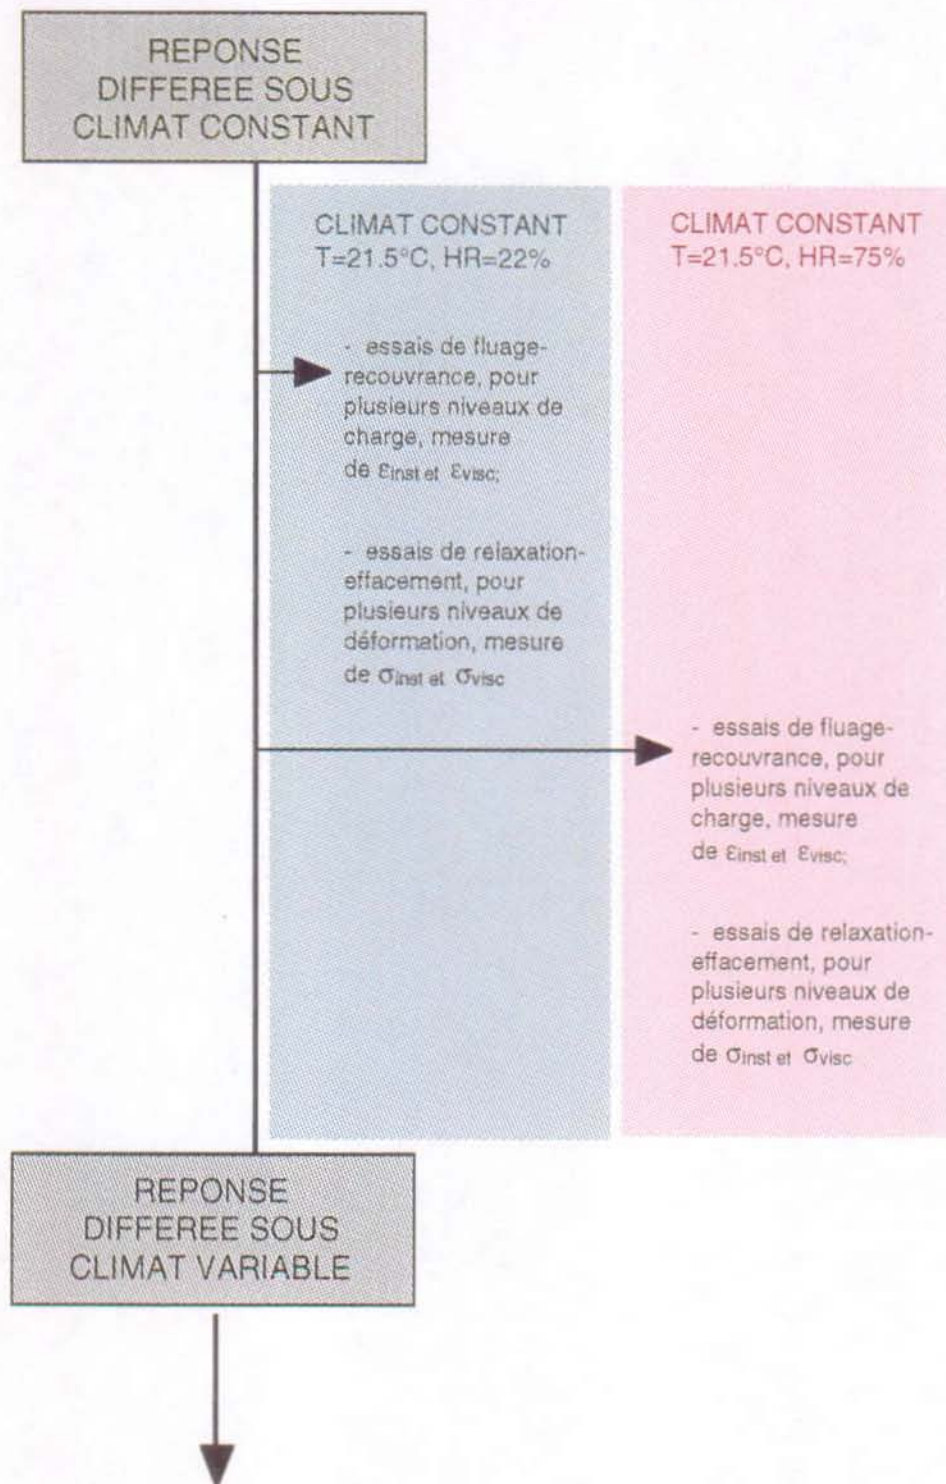 REPONSE
DIFFEREE SOUS
CLIMAT CONSTANT
CLIMAT CONSTANT
T=21.5°C, HR=22%
- essais de fluage-
recouvrance, pour
plusieurs niveaux de
charge, mesure
de εinst et εvisc;
- essais de relaxation-
effacement, pour
plusieurs niveaux de
déformation, mesure
de σinst et σvisc
CLIMAT CONSTANT
T=21.5°C, HR=75%
- essais de fluage-
recouvrance, pour
plusieurs niveaux de
charge, mesure
de εinst et εvisc;
- essais de relaxation-
effacement, pour
plusieurs niveaux de
déformation, mesure
de σinst et σvisc
REPONSE
DIFFEREE SOUS
CLIMAT VARIABLE